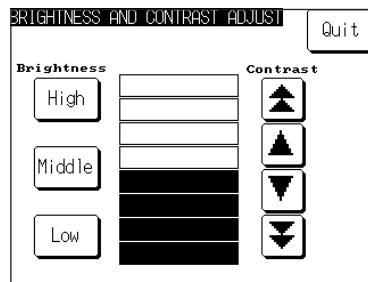 BRIGHTNESS AND CONTRAST ADJUST
Quit
Brightness
Contrast
High
Middle
Low